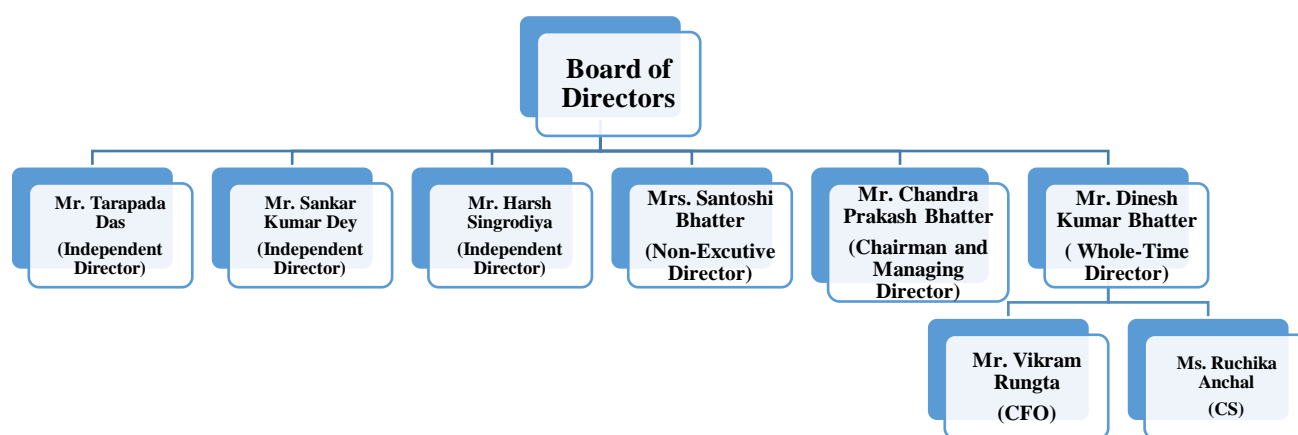 Board of
Directors
Mr. Tarapada
Das
(Independent
Director)
Mr. Sankar
Kumar Dey
(Independent
Director)
Mr. Harsh
Singrodiya
(Independent
Director)
Mrs. Santoshi
Bhatter
(Non-Excutive
Director)
Mr. Chandra
Prakash Bhatter
(Chairman and
Managing
Director)
Mr. Dinesh
Kumar Bhatter
( Whole-Time
Director)
Mr. Vikram
Rungta
(CFO)
Ms. Ruchika
Anchal
(CS)